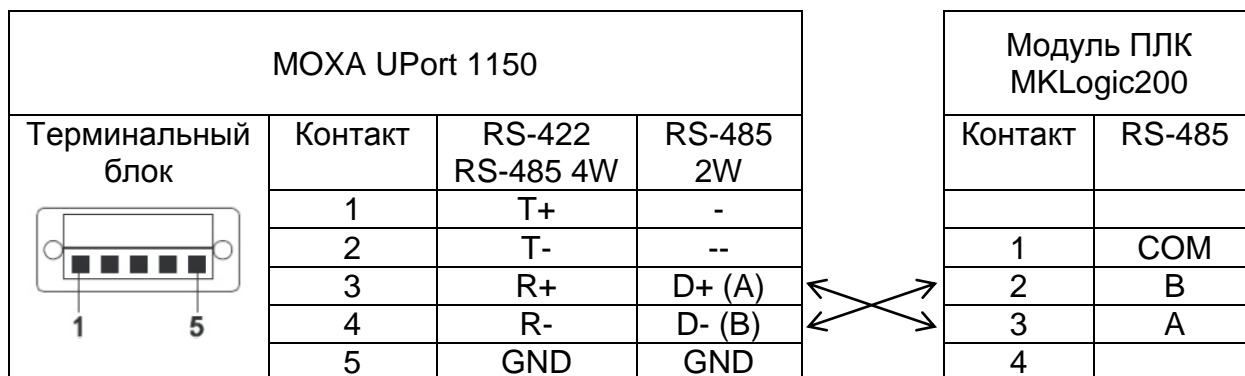 MOXA UPort 1150
Модуль ПЛК
MKLogic200
Терминальный Контакт RS-422 RS-485 Контакт RS-485
блок RS-485 4W 2W
1 T+ -
2 T- -- 1 COM
3 R+ D+ (A) 2 B
4 R- D- (B) 3 A
5 GND GND 4
1 5